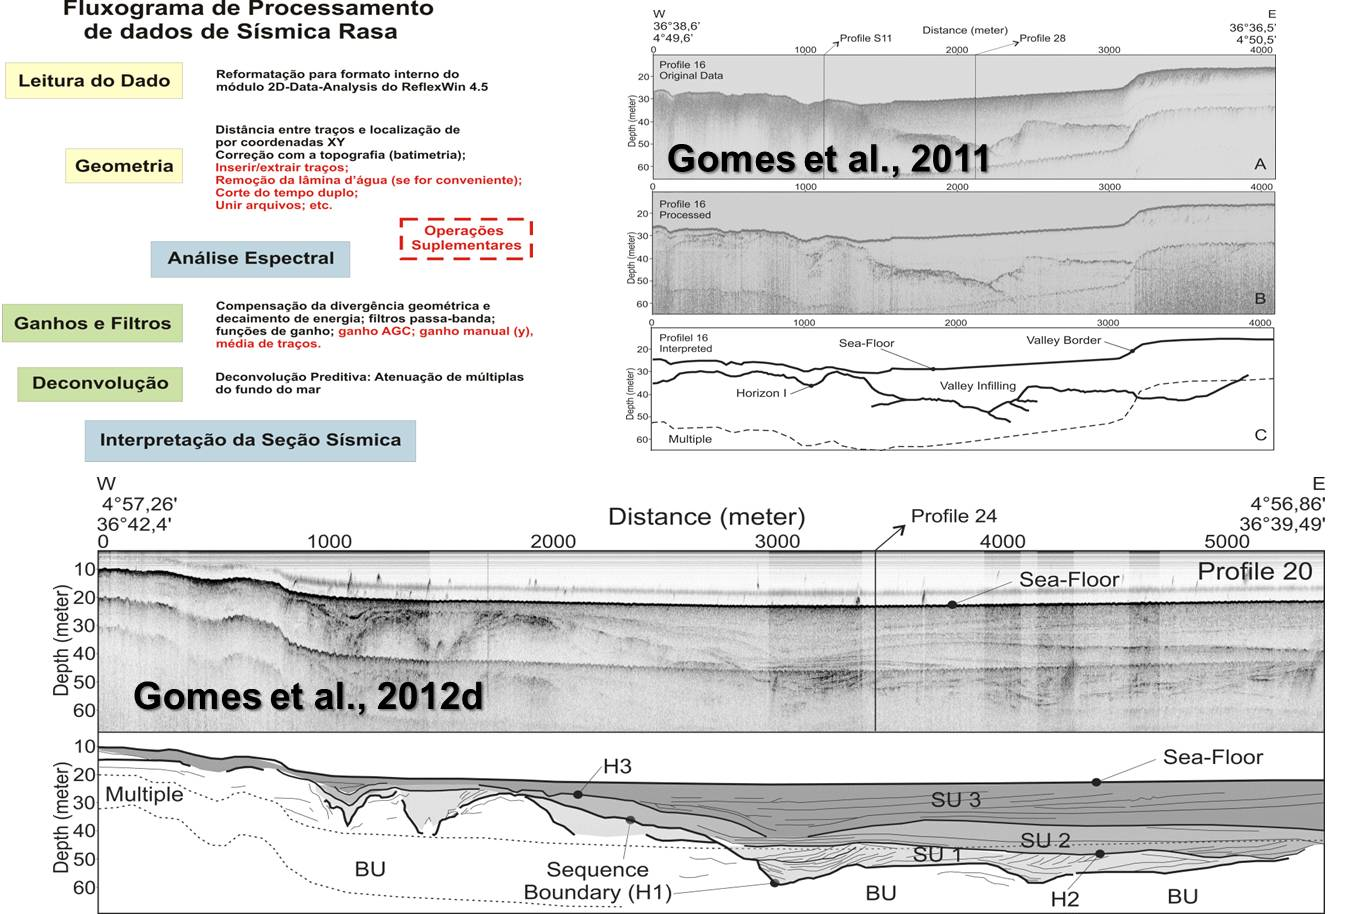 Fluxograma de Processamento
de dados de Sísmica Rasa
Leitura do Dado
Reformatação para formato interno do
módulo 2D-Data-Analysis do ReflexWin 4.5
Geometria
Distância entre traços e localização de
por coordenadas XY
Correção com a topografia (batimetria);
Inserir/extrair traços;
Remoção da lâmina d'água (se for conveniente);
Corte do tempo duplo;
Unir arquivos; etc.
Operações
Suplementares
Análise Espectral
Ganhos e Filtros
Compensação da divergência geométrica e
decaimento de energia; filtros passa-banda;
funções de ganho; ganho AGC; ganho manual (y),
média de traços.
Deconvolução
Deconvolução Preditiva: Atenuação de múltiplas
do fundo do mar
Interpretação da Seção Sísmica
W
36°38,6'
4°49,6'
E
36°36,5'
4°50,5'
Distance (meter)
Profile S11
Profile 28
0 1000 2000 3000 4000
Profile 16
Original Data
Depth (meter)
20
30
40
50
60
Gomes et al., 2011
A
0 1000 2000 3000 4000
Profile 16
Processed
Depth (meter)
20
30
40
50
60
B
0 1000 2000 3000 4000
Profilel 16
Interpreted
Depth (meter)
20
30
40
50
60
Sea-Floor
Valley Border
Horizon I
Valley Infilling
Multiple
C
W
4°57,26'
36°42,4'
E
4°56,86'
36°39,49'
Distance (meter)
Profile 24
0 1000 2000 3000 4000 5000
Profile 20
Sea-Floor
Depth (meter)
10
20
30
40
50
60
Gomes et al., 2012d
Depth (meter)
10
20
30
40
50
60
H3
Sea-Floor
Multiple
SU 3
SU 2
SU 1
BU
Sequence
Boundary (H1)
BU
H2
BU